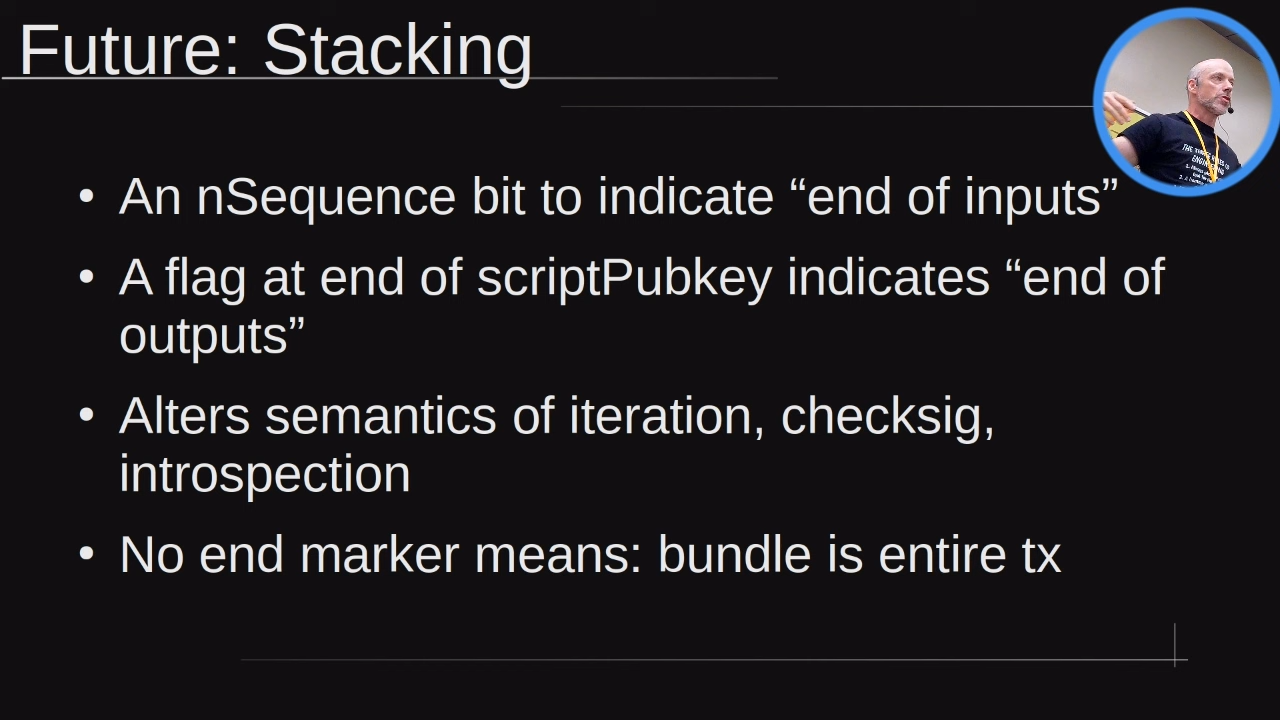 Future: Stacking
• An nSequence bit to indicate “end of inputs”
• A flag at end of scriptPubkey indicates “end of
outputs”
• Alters semantics of iteration, checksig,
introspection
• No end marker means: bundle is entire tx